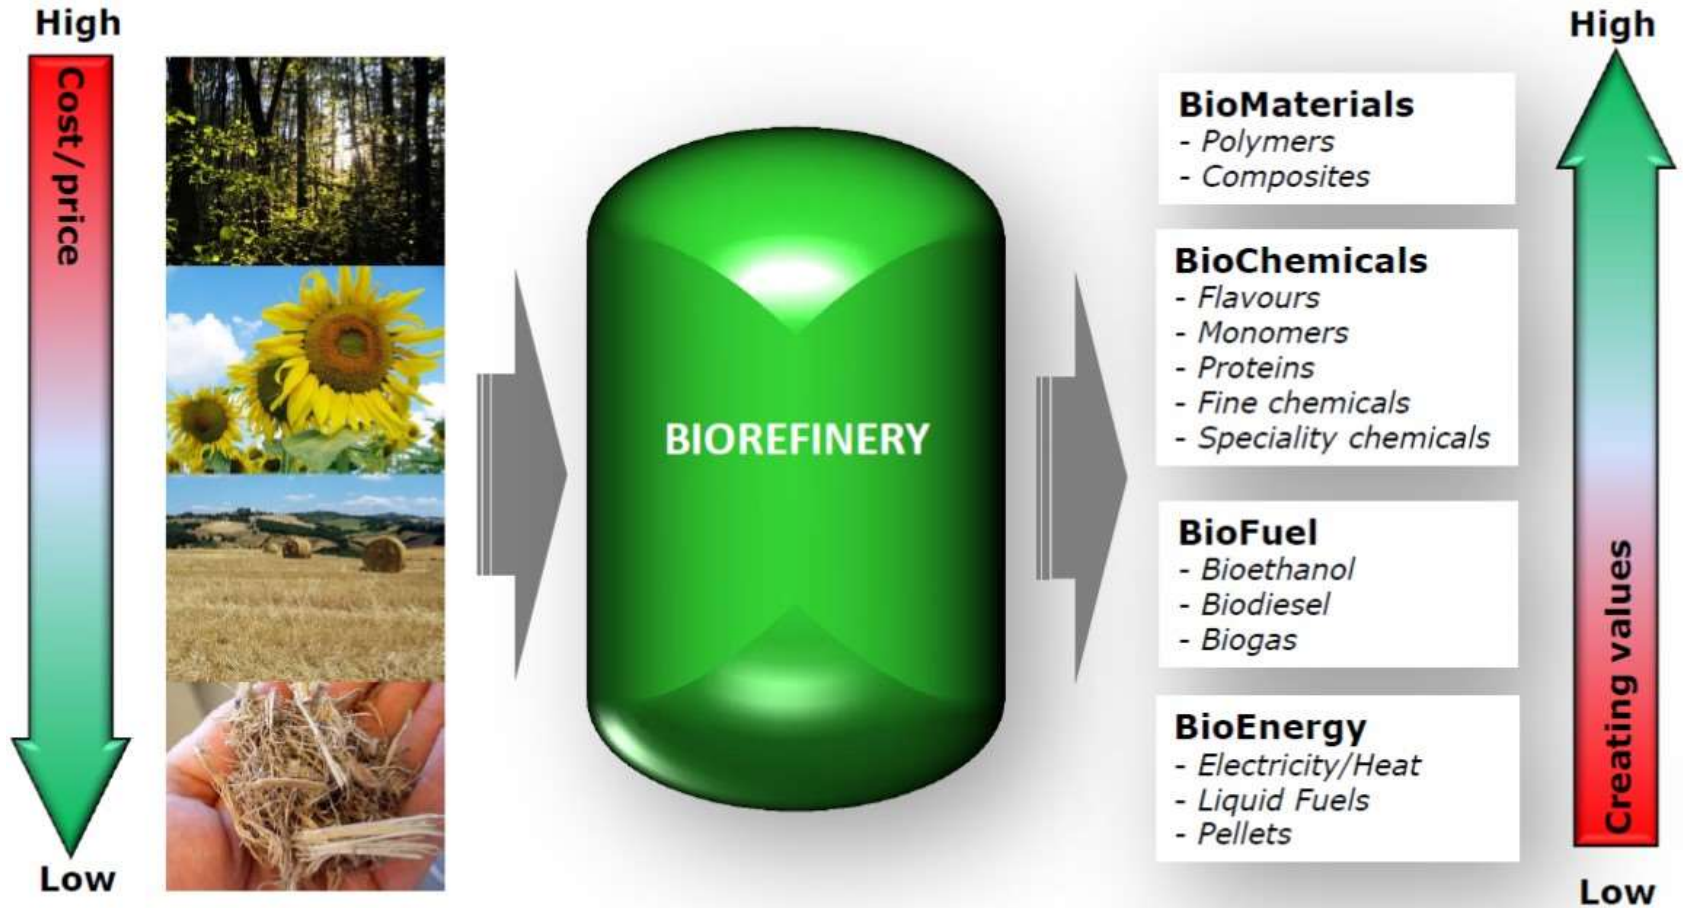 High
Cost/price
Low
BIOREFINERY
BioMaterials
- Polymers
- Composites
BioChemicals
- Flavours
- Monomers
- Proteins
- Fine chemicals
- Speciality chemicals
BioFuel
- Bioethanol
- Biodiesel
- Biogas
BioEnergy
- Electricity/Heat
- Liquid Fuels
- Pellets
High
Creating values
Low